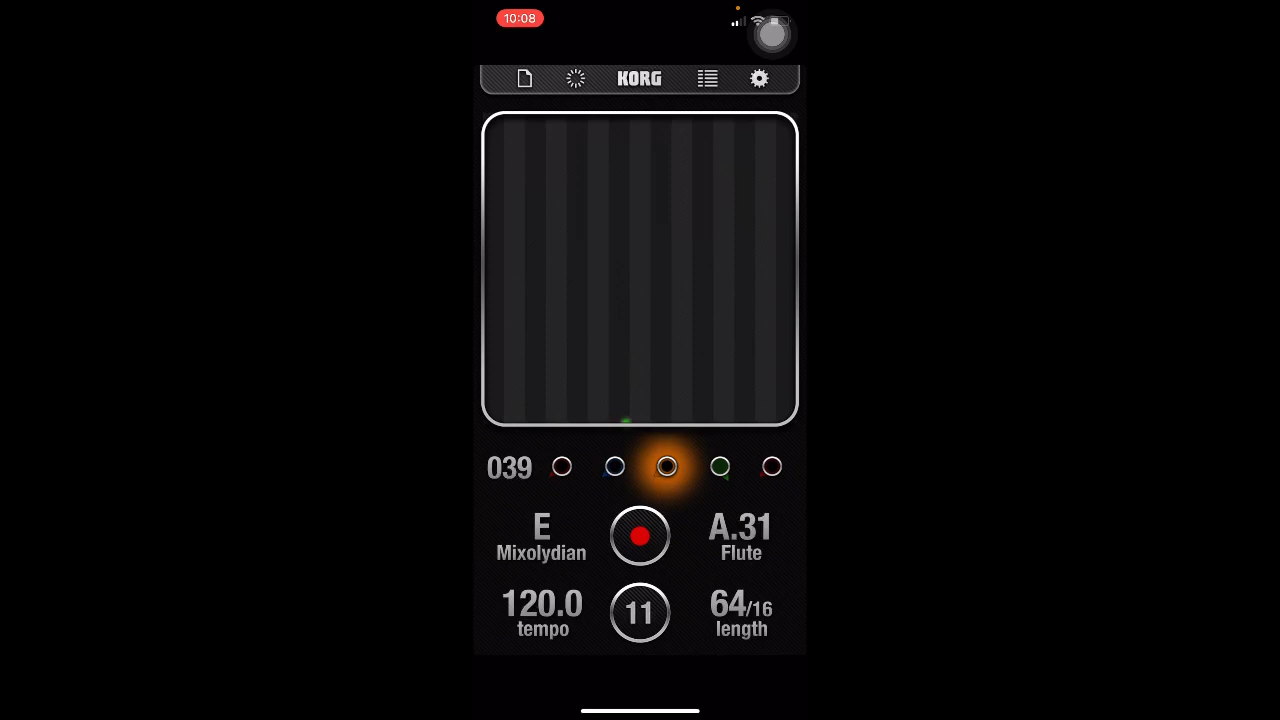 10:08
KORG
039
E
Mixolydian
A.31
Flute
120.0
tempo
11
64/16
length